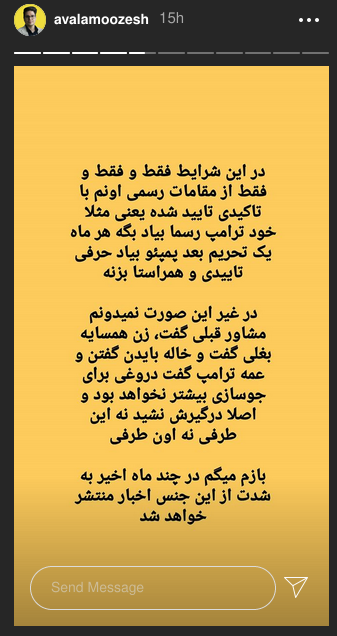 avalamoozesh 15h
در این شرایط فقط و فقط و
فقط از مقامات رسمی اونم با
تاکیدی تایید شده یعنی مثلا
خود ترامپ رسما بیاد بگه هر ماه
یک تحریم بعد پمپئو بیاد حرفی
تاییدی و همراستا بزنه
در غیر این صورت نمیدونم
مشاور قبلی گفت، زن همسایه
بغلی گفت و خاله بایدن گفتن و
عمه ترامپ گفت دروغی برای
جوسازی بیشتر نخواهد بود و
اصلا درگیرش نشید نه این
طرفی نه اون طرفی
بازم میگم در چند ماه اخیر به
شدت از این جنس اخبار منتشر
خواهد شد
Send Message